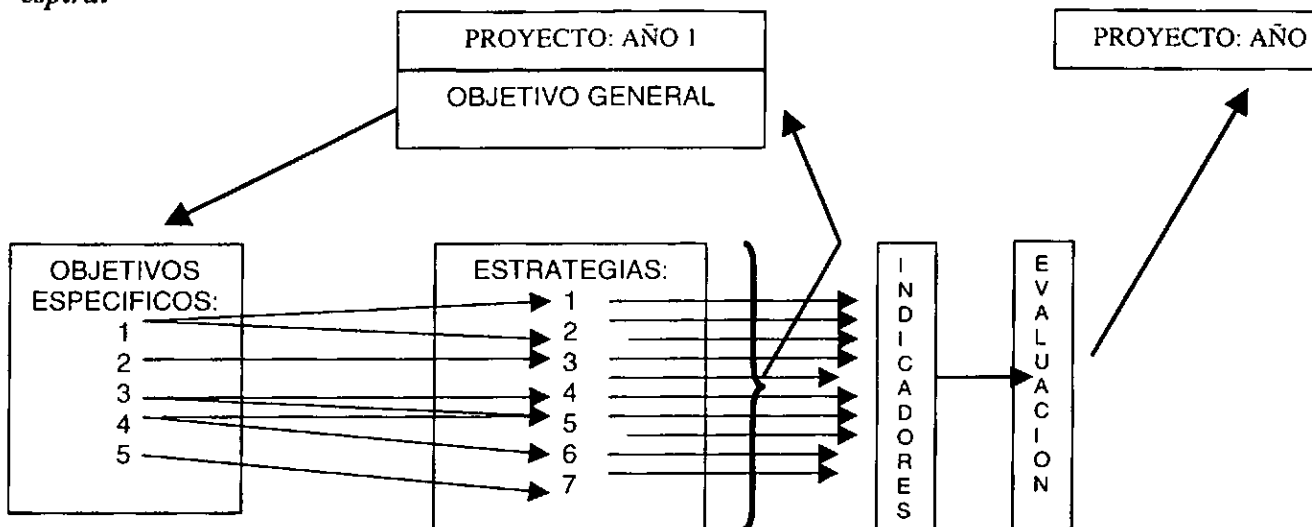 espiral
PROYECTO: AÑO 1
OBJETIVO GENERAL
PROYECTO: AÑO
OBJETIVOS
ESPECIFICOS:
1
2
3
4
5
ESTRATEGIAS:
1
2
3
4
5
6
7
INDICADORES
EVALUACION